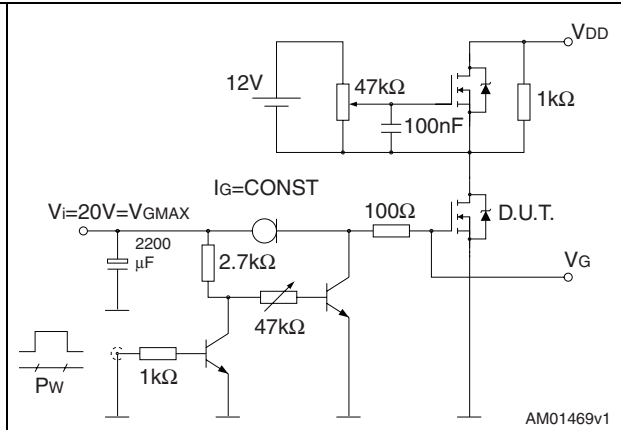 VDD
12V
47kΩ
1kΩ
100nF
IG=CONST
Vi=20V=VGMAX
100Ω
D.U.T.
2200
μF
2.7kΩ
VG
47kΩ
1kΩ
PW
AM01469v1